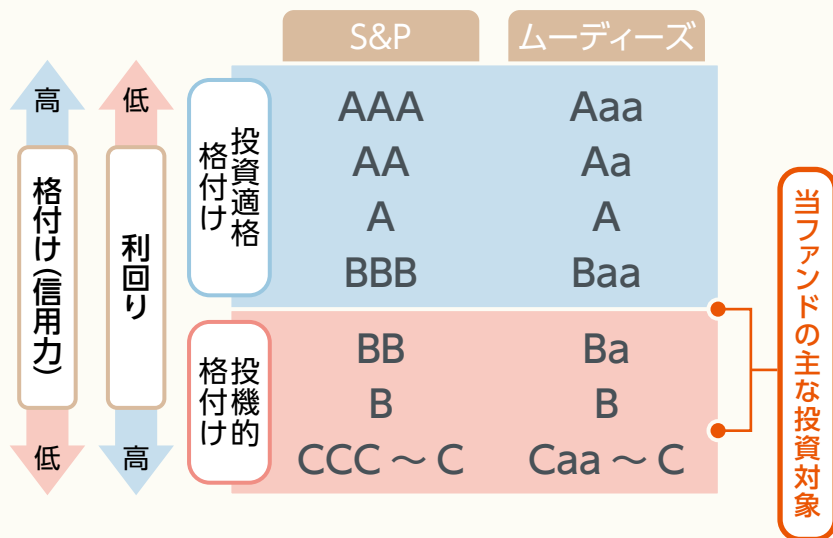 S&P ムーディーズ
高
格付け(信用力)
低
低
利回り
高
投資適格
格付け
AAA Aaa
AA Aa
A A
BBB Baa
投機的
格付け
BB Ba
B B
CCC ～ C Caa ～ C
当ファンドの主な投資対象